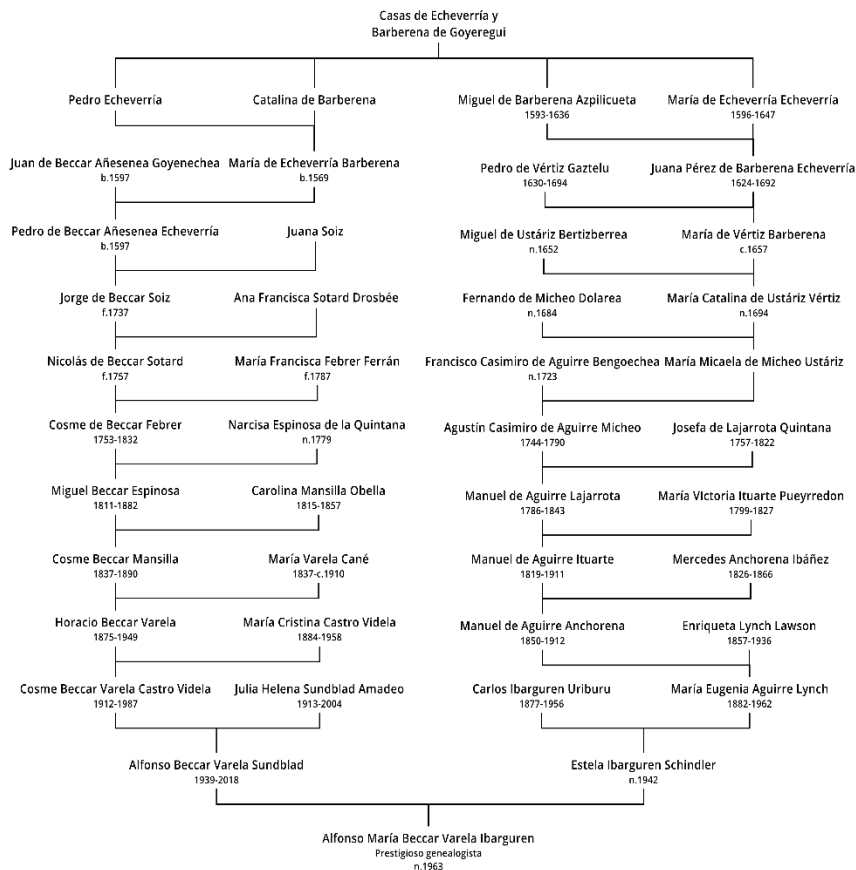 Casas de Echeverría y
Barberena de Goyeregui
Pedro Echeverría
Catalina de Barberena
Miguel de Barberena Azpilicueta
1593-1636
María de Echeverría Echeverría
1596-1647
Juan de Beccar Añesenea Goyenechea
b.1597
María de Echeverría Barberena
b.1569
Pedro de Vértiz Gaztelu
1630-1694
Juana Pérez de Barberena Echeverría
1624-1692
Pedro de Beccar Añesenea Echeverría
b.1597
Juana Soiz
Miguel de Ustáriz Bertizberrea
n.1652
María de Vértiz Barberena
c.1657
Jorge de Beccar Soiz
f.1737
Ana Francisca Sotard Drosbée
Fernando de Micheo Dolarea
n.1684
María Catalina de Ustáriz Vértiz
n.1694
Nicolás de Beccar Sotard
f.1757
María Francisca Febrer Ferrán
f.1787
Francisco Casimiro de Aguirre Bengoechea
n.1723
María Micaela de Micheo Ustáriz
Cosme de Beccar Febrer
1753-1832
Narcisa Espinosa de la Quintana
n.1779
Agustín Casimiro de Aguirre Micheo
1744-1790
Josefa de Lajarrota Quintana
1757-1822
Miguel Beccar Espinosa
1811-1882
Carolina Mansilla Obella
1815-1857
Manuel de Aguirre Lajarrota
1786-1843
María Victoria Ituarte Pueyrredon
1799-1827
Cosme Beccar Mansilla
1837-1890
María Varela Cané
1837-c.1910
Manuel de Aguirre Ituarte
1819-1911
Mercedes Anchorena Ibáñez
1826-1866
Horacio Beccar Varela
1875-1949
María Cristina Castro Videla
1884-1958
Manuel de Aguirre Anchorena
1850-1912
Enriqueta Lynch Lawson
1857-1936
Cosme Beccar Varela Castro Videla
1912-1987
Julia Helena Sundblad Amadeo
1913-2004
Carlos Ibarguren Uriburu
1877-1956
María Eugenia Aguirre Lynch
1882-1962
Alfonso Beccar Varela Sundblad
1939-2018
Estela Ibarguren Schindler
n.1942
Alfonso María Beccar Varela Ibarguren
Prestigioso genealogista
n.1963